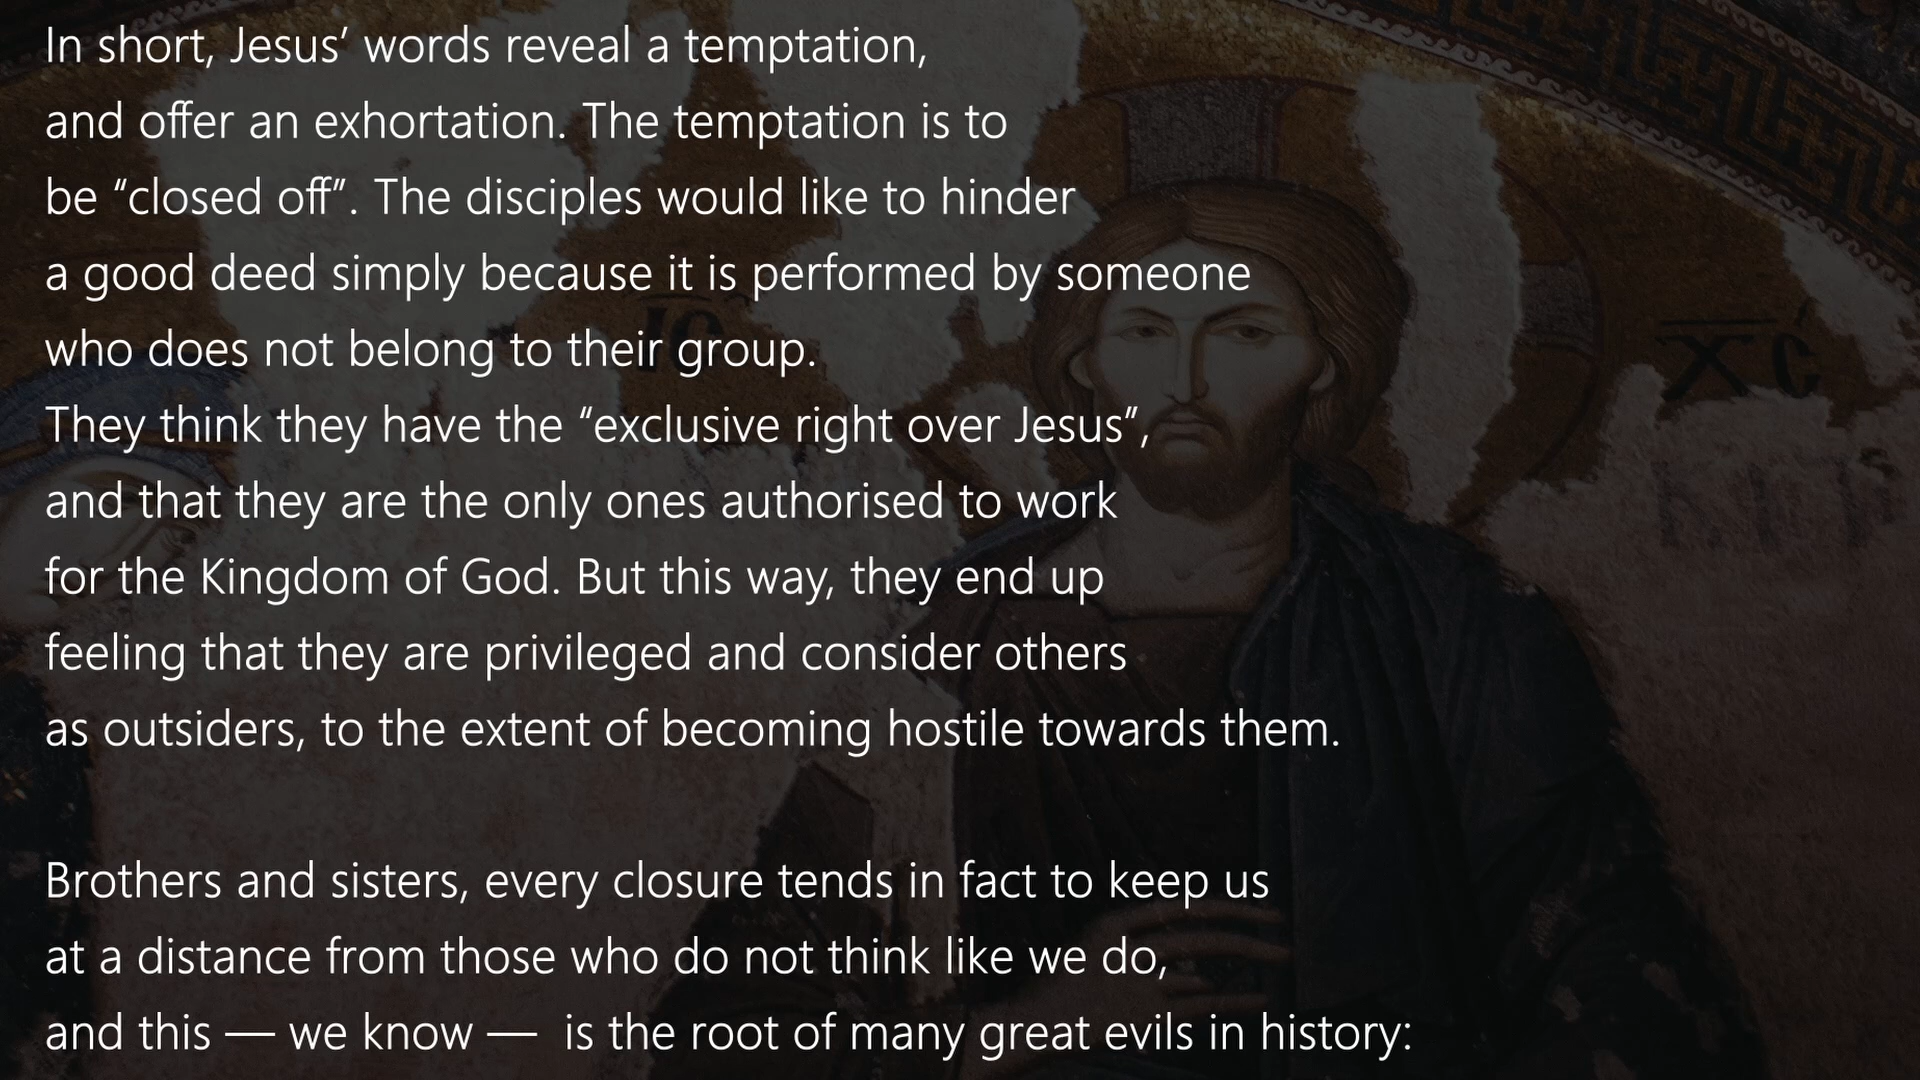 In short, Jesus’ words reveal a temptation,
and offer an exhortation. The temptation is to
be “closed off”. The disciples would like to hinder
a good deed simply because it is performed by someone
who does not belong to their group.
They think they have the “exclusive right over Jesus”,
and that they are the only ones authorised to work
for the Kingdom of God. But this way, they end up
feeling that they are privileged and consider others
as outsiders, to the extent of becoming hostile towards them.
Brothers and sisters, every closure tends in fact to keep us
at a distance from those who do not think like we do,
and this — we know —  is the root of many great evils in history:
IC
XC